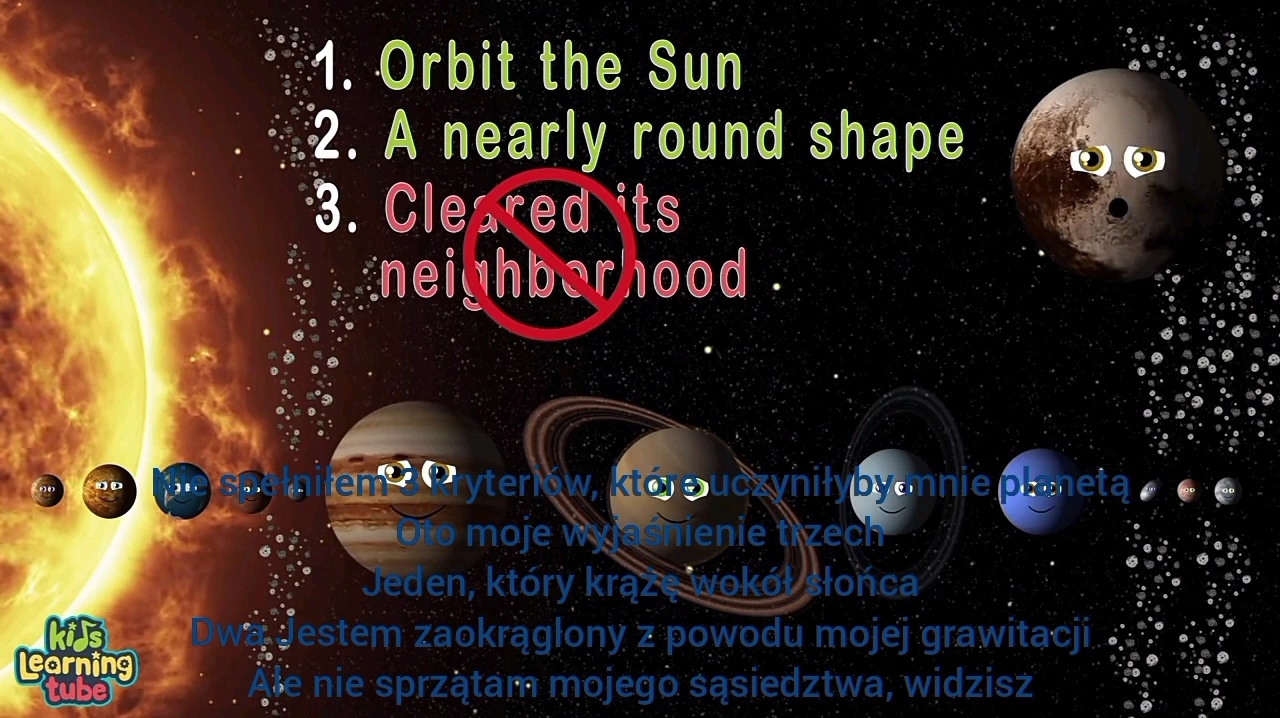 1. Orbit the Sun
2. A nearly round shape
3. Cleared its
neighborhood
Nie spełniłem 3 kryteriów, które uczyniłyby mnie planetą
Oto moje wyjaśnienie trzech
Jeden, który krążę wokół słońca
Dwa Jestem zaokrąglony z powodu mojej grawitacji
Ale nie sprzątam mojego sąsiedztwa, widzisz
kids
Learning
tube